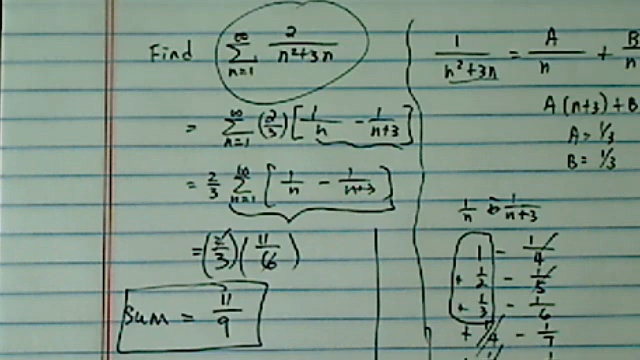 Find ∑_{n=1}^{∞} 2/(n²+3n)
= ∑_{n=1}^{∞} (2/3) [1/n - 1/(n+3)]
= 2/3 ∑_{n=1}^{∞} [1/n - 1/(n+3)]
= (2/3)(11/6)
Sum = 11/9
1/(n²+3n) = A/n + B/n
A(n+3) + B
A = 1/3
B = 1/3
1/n 1/(n+3)
1 - 1/4
+ 1/2 - 1/5
+ 1/3 - 1/6
+ 1/4 - 1/7